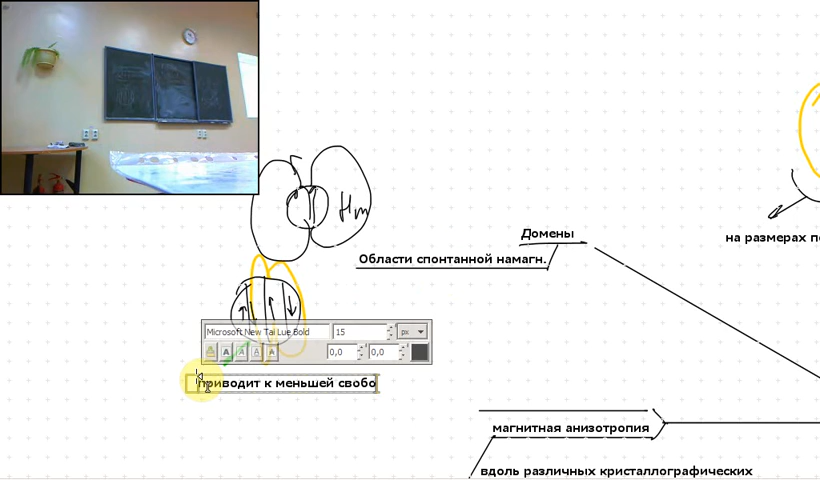 Hm
Домены
Области спонтанной намагн.
на размерах п
Microsoft New Tai Lue Bold
15
px
A A A A
0,0
0,0
приводит к меньшей свобо
магнитная анизотропия
вдоль различных кристаллографических